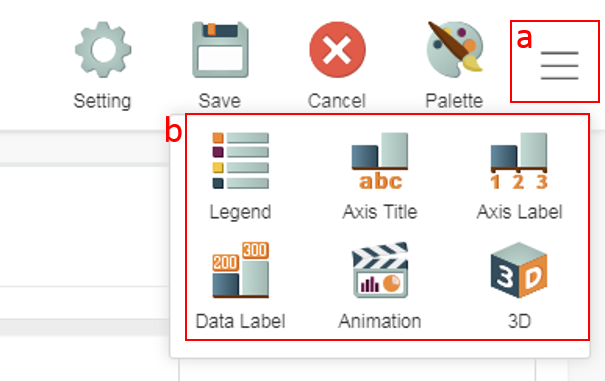 a
Setting Save Cancel Palette
b
Legend Axis Title Axis Label
abc
1 2 3
200 300
Data Label Animation 3D
3D